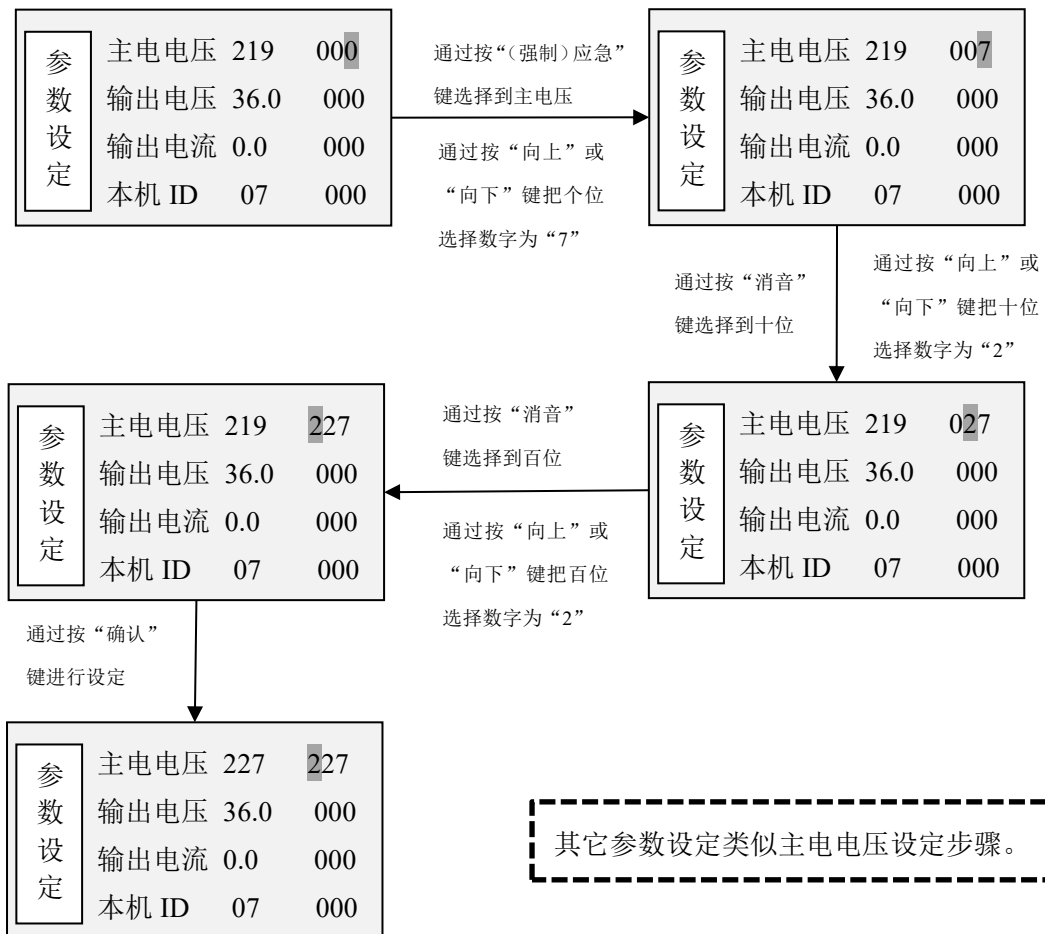 参数设定
主电电压 219 000
输出电压 36.0 000
输出电流 0.0 000
本机 ID 07 000
通过按“（强制）应急”
键选择到主电压
通过按“向上”或
“向下”键把个位
选择数字为“7”
参数设定
主电电压 219 007
输出电压 36.0 000
输出电流 0.0 000
本机 ID 07 000
通过按“消音”
键选择到十位
通过按“向上”或
“向下”键把十位
选择数字为“2”
参数设定
主电电压 219 027
输出电压 36.0 000
输出电流 0.0 000
本机 ID 07 000
通过按“消音”
键选择到百位
通过按“向上”或
“向下”键把百位
选择数字为“2”
参数设定
主电电压 219 227
输出电压 36.0 000
输出电流 0.0 000
本机 ID 07 000
通过按“确认”
键进行设定
参数设定
主电电压 227 227
输出电压 36.0 000
输出电流 0.0 000
本机 ID 07 000
其它参数设定类似主电电压设定步骤。